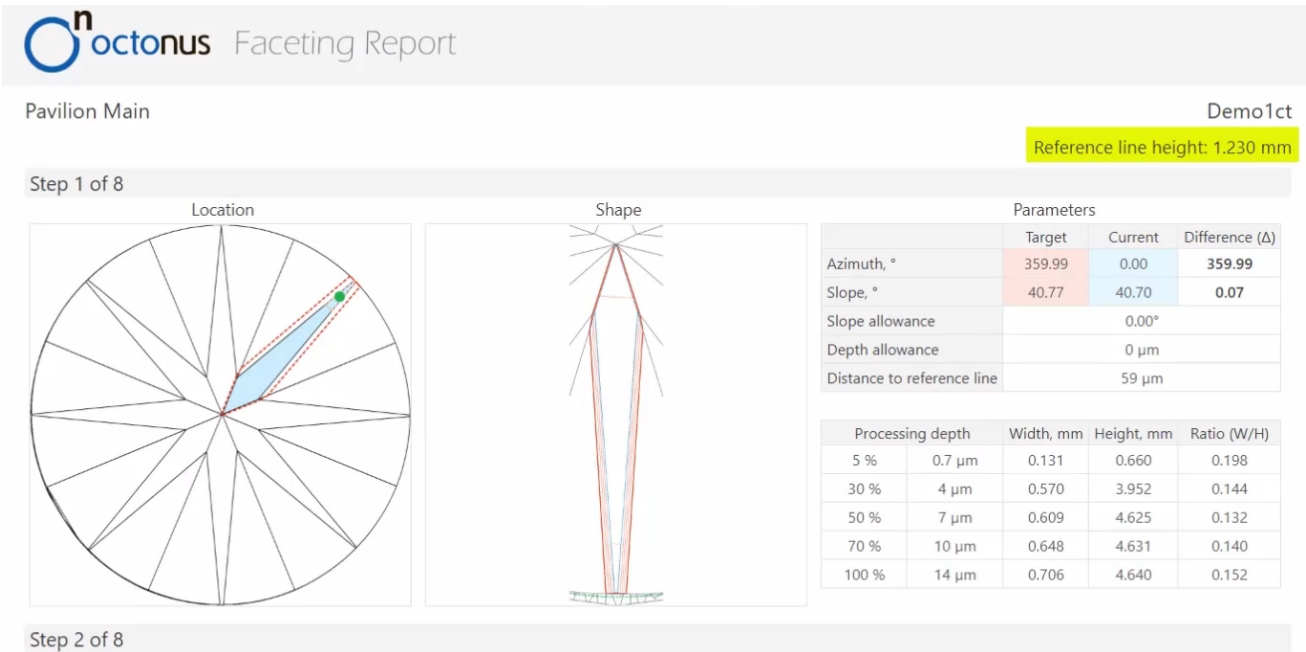 On octonus Faceting Report
Pavilion Main Demo1ct
Reference line height: 1.230 mm
Step 1 of 8
Location Shape Parameters
Target Current Difference (Δ)
Azimuth, ° 359.99 0.00 359.99
Slope, ° 40.77 40.70 0.07
Slope allowance 0.00°
Depth allowance 0 μm
Distance to reference line 59 μm
Processing depth Width, mm Height, mm Ratio (W/H)
5 % 0.7 μm 0.131 0.660 0.198
30 % 4 μm 0.570 3.952 0.144
50 % 7 μm 0.609 4.625 0.132
70 % 10 μm 0.648 4.631 0.140
100 % 14 μm 0.706 4.640 0.152
Step 2 of 8